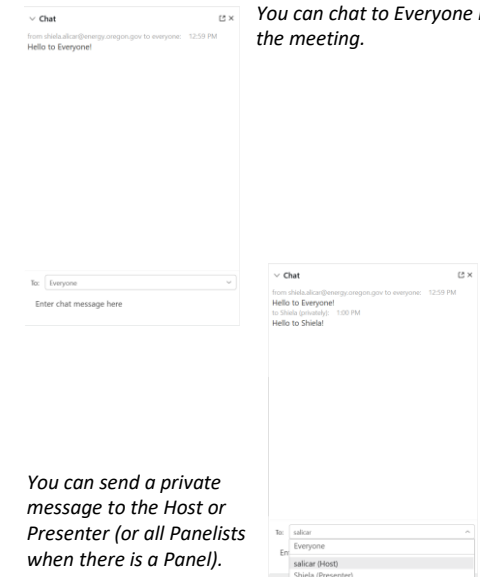 You can chat to Everyone
the meeting.
Chat
from shiela.alicar@energy.oregon.gov to everyone: 12:59 PM
Hello to Everyone!
To: Everyone
Enter chat message here
Chat
from shiela.alicar@energy.oregon.gov to everyone: 12:59 PM
Hello to Everyone!
to Shiela (privately): 1:00 PM
Hello to Shiela!
You can send a private
message to the Host or
Presenter (or all Panelists
when there is a Panel).
To: salicar
Everyone
En
salicar (Host)
Shiela (Presenter)